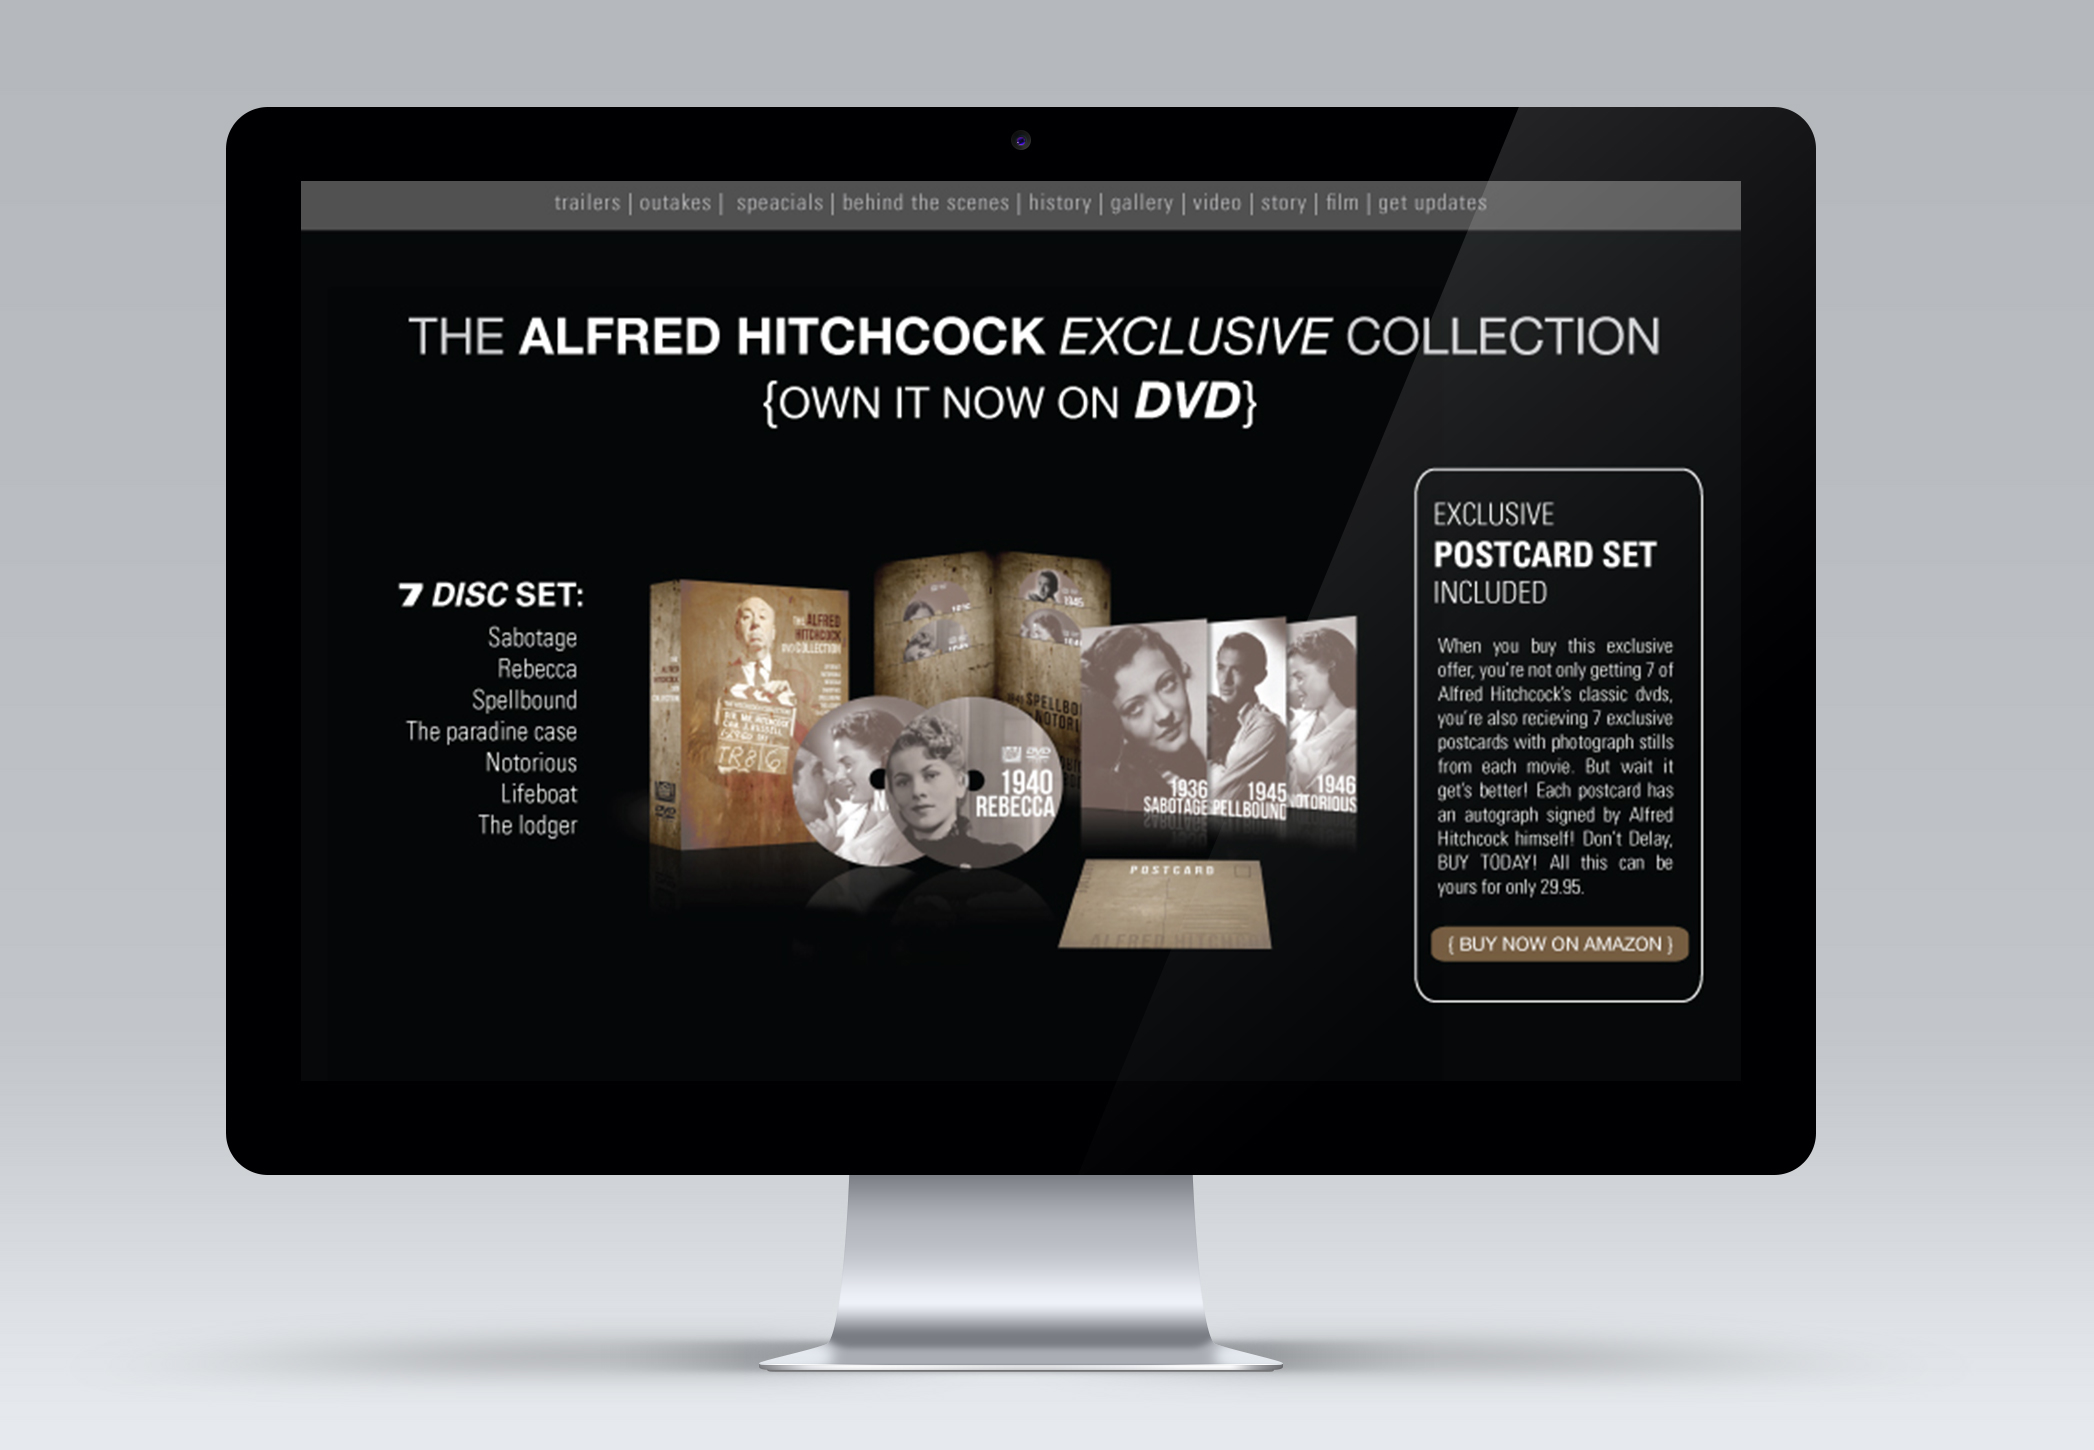 trailers | outakes | speacials | behind the scenes | history | gallery | video | story | film | get updates
THE ALFRED HITCHCOCK EXCLUSIVE COLLECTION
{OWN IT NOW ON DVD}
7 DISC SET:
Sabotage
Rebecca
Spellbound
The paradine case
Notorious
Lifeboat
The lodger
THE ALFRED
HITCHCOCK
DVD COLLECTION
TR816
1945
SPELLBO
NOTORI
1940
REBECCA
1936
SABOTAGE
1945
PELLBOUND
1946
NOTORIOUS
POSTCARD
ALFRED HITCHCO
EXCLUSIVE
POSTCARD SET
INCLUDED
When you buy this exclusive
offer, you're not only getting 7 of
Alfred Hitchcock's classic dvds,
you're also recieving 7 exclusive
postcards with photograph stills
from each movie. But wait it
get's better! Each postcard has
an autograph signed by Alfred
Hitchcock himself! Don't Delay,
BUY TODAY! All this can be
yours for only 29.95.
{ BUY NOW ON AMAZON }